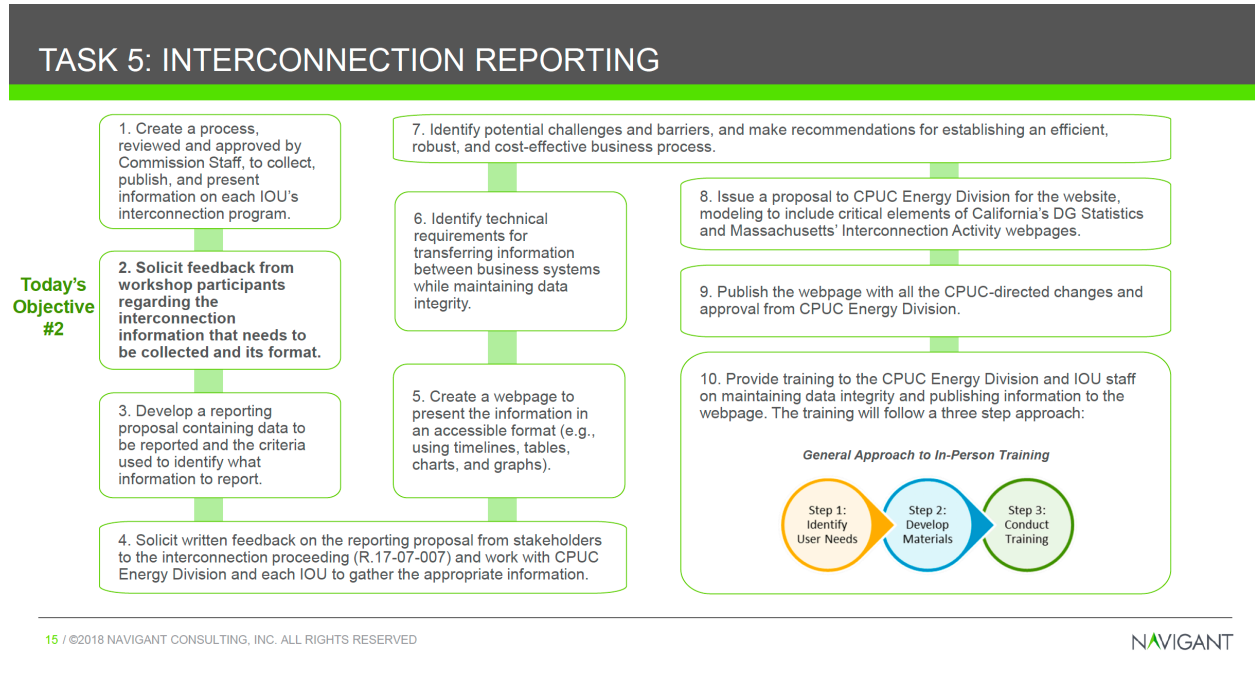 TASK 5: INTERCONNECTION REPORTING
1. Create a process,
reviewed and approved by
Commission Staff, to collect,
publish, and present
information on each IOU's
interconnection program.
Today's
Objective
#2
2. Solicit feedback from
workshop participants
regarding the
interconnection
information that needs to
be collected and its format.
3. Develop a reporting
proposal containing data to
be reported and the criteria
used to identify what
information to report.
4. Solicit written feedback on the reporting proposal from stakeholders
to the interconnection proceeding (R.17-07-007) and work with CPUC
Energy Division and each IOU to gather the appropriate information.
5. Create a webpage to
present the information in
an accessible format (e.g.,
using timelines, tables,
charts, and graphs).
6. Identify technical
requirements for
transferring information
between business systems
while maintaining data
integrity.
7. Identify potential challenges and barriers, and make recommendations for establishing an efficient,
robust, and cost-effective business process.
8. Issue a proposal to CPUC Energy Division for the website,
modeling to include critical elements of California's DG Statistics
and Massachusetts' Interconnection Activity webpages.
9. Publish the webpage with all the CPUC-directed changes and
approval from CPUC Energy Division.
10. Provide training to the CPUC Energy Division and IOU staff
on maintaining data integrity and publishing information to the
webpage. The training will follow a three step approach:
General Approach to In-Person Training
Step 1:
Identify
User Needs
Step 2:
Develop
Materials
Step 3:
Conduct
Training
15 / ©2018 NAVIGANT CONSULTING, INC. ALL RIGHTS RESERVED
NAVIGANT